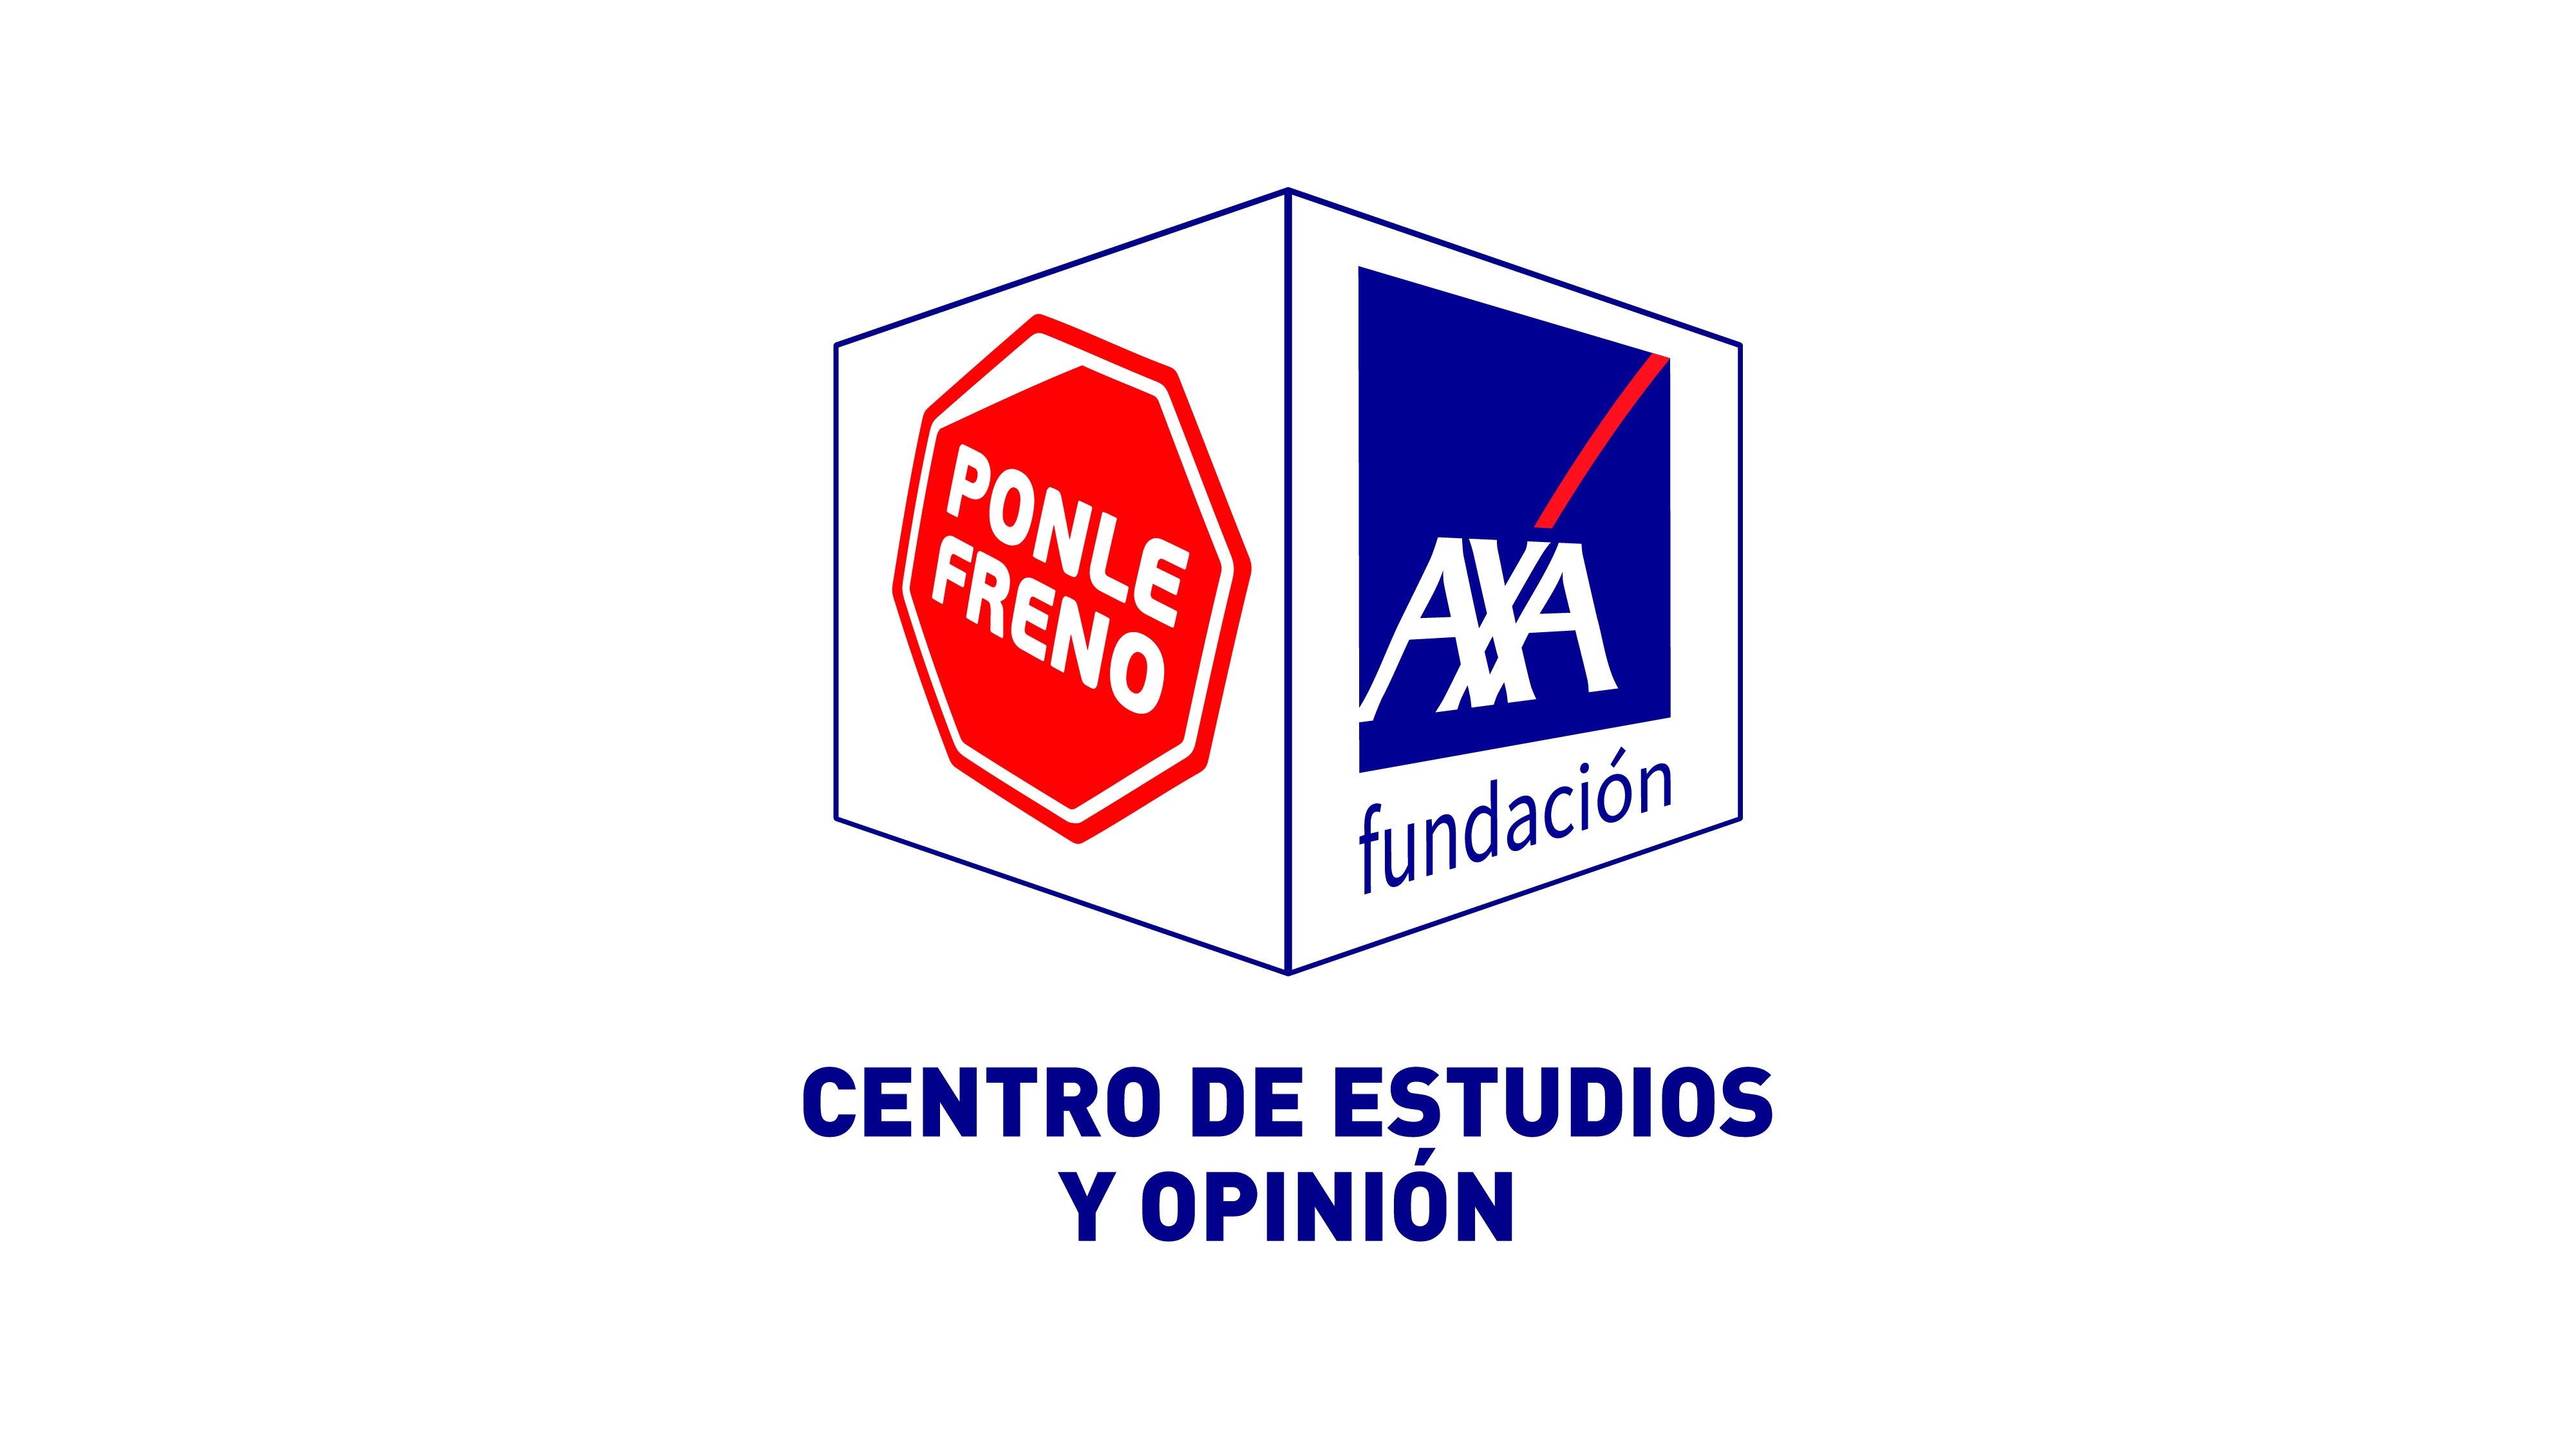 PONLE
FRENO
AXA
fundación
CENTRO DE ESTUDIOS
Y OPINIÓN